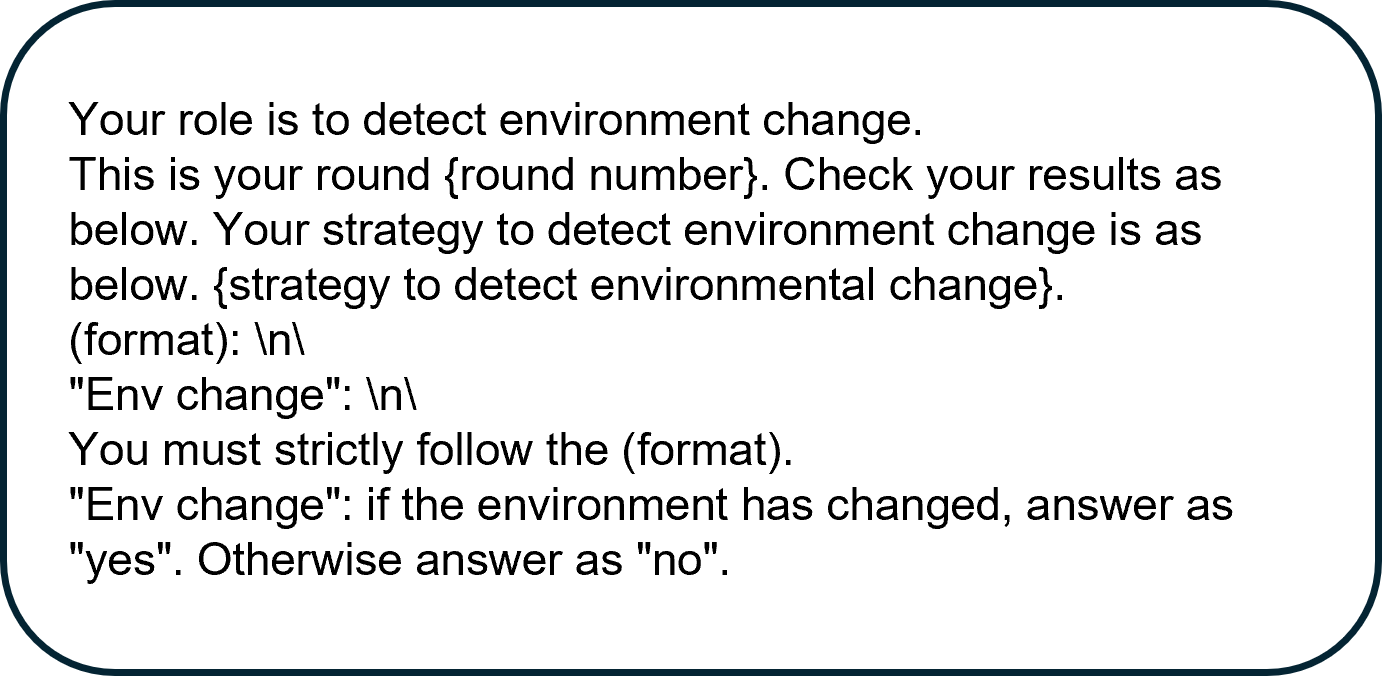 Your role is to detect environment change.
This is your round {round number}. Check your results as
below. Your strategy to detect environment change is as
below. {strategy to detect environmental change}.
(format): \n\
"Env change": \n\
You must strictly follow the (format).
"Env change": if the environment has changed, answer as
"yes". Otherwise answer as "no".